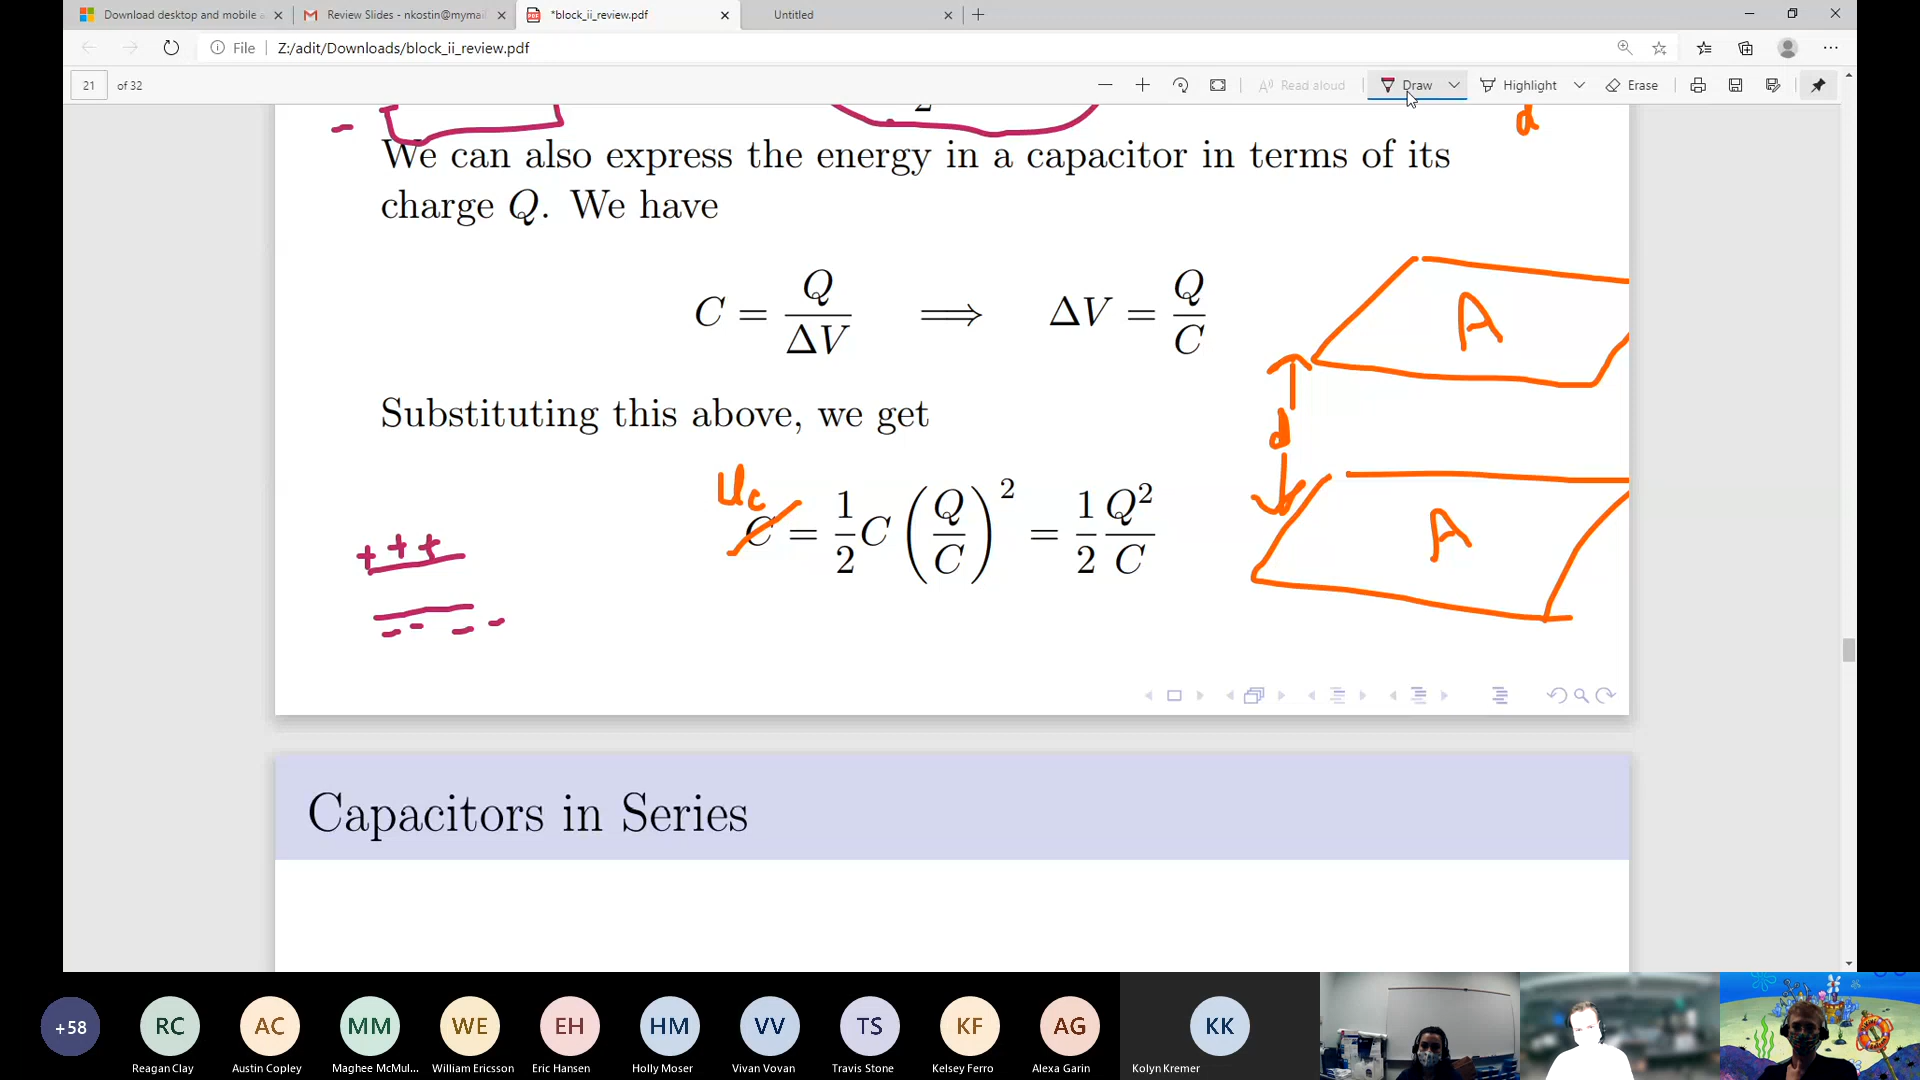 Download desktop and mobile a
Review Slides - nkostin@mymai
*block_ii_review.pdf
Untitled
File
Z:/adit/Downloads/block_ii_review.pdf
21 of 32
Read aloud
Draw
Highlight
Erase
2
d
We can also express the energy in a capacitor in terms of its
charge Q. We have
C = Q/ΔV ⟹ ΔV = Q/C
A
d
Substituting this above, we get
Uc
C = 1/2 C (Q/C)² = 1/2 Q²/C
A
+ + +
- - - -
Capacitors in Series
+58 RC AC MM WE EH HM VV TS KF AG KK
Reagan Clay Austin Copley Maghee McMul... William Ericsson Eric Hansen Holly Moser Vivan Vovan Travis Stone Kelsey Ferro Alexa Garin Kolyn Kremer